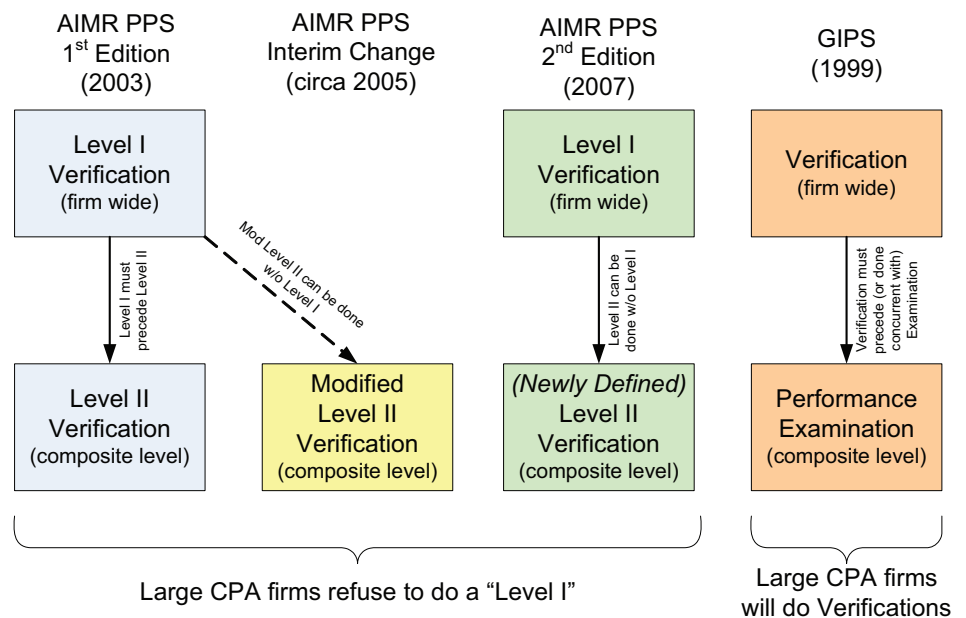 AIMR PPS
1st Edition
(2003)
AIMR PPS
Interim Change
(circa 2005)
AIMR PPS
2nd Edition
(2007)
GIPS
(1999)
Level I
Verification
(firm wide)
Level I
Verification
(firm wide)
Verification
(firm wide)
Level I must
precede Level II
Mod Level II can be done
w/o Level I
Level II can be
done w/o Level I
Verification must
precede (or done
concurrent with)
Examination
Level II
Verification
(composite level)
Modified
Level II
Verification
(composite level)
(Newly Defined)
Level II
Verification
(composite level)
Performance
Examination
(composite level)
Large CPA firms refuse to do a “Level I”
Large CPA firms
will do Verifications